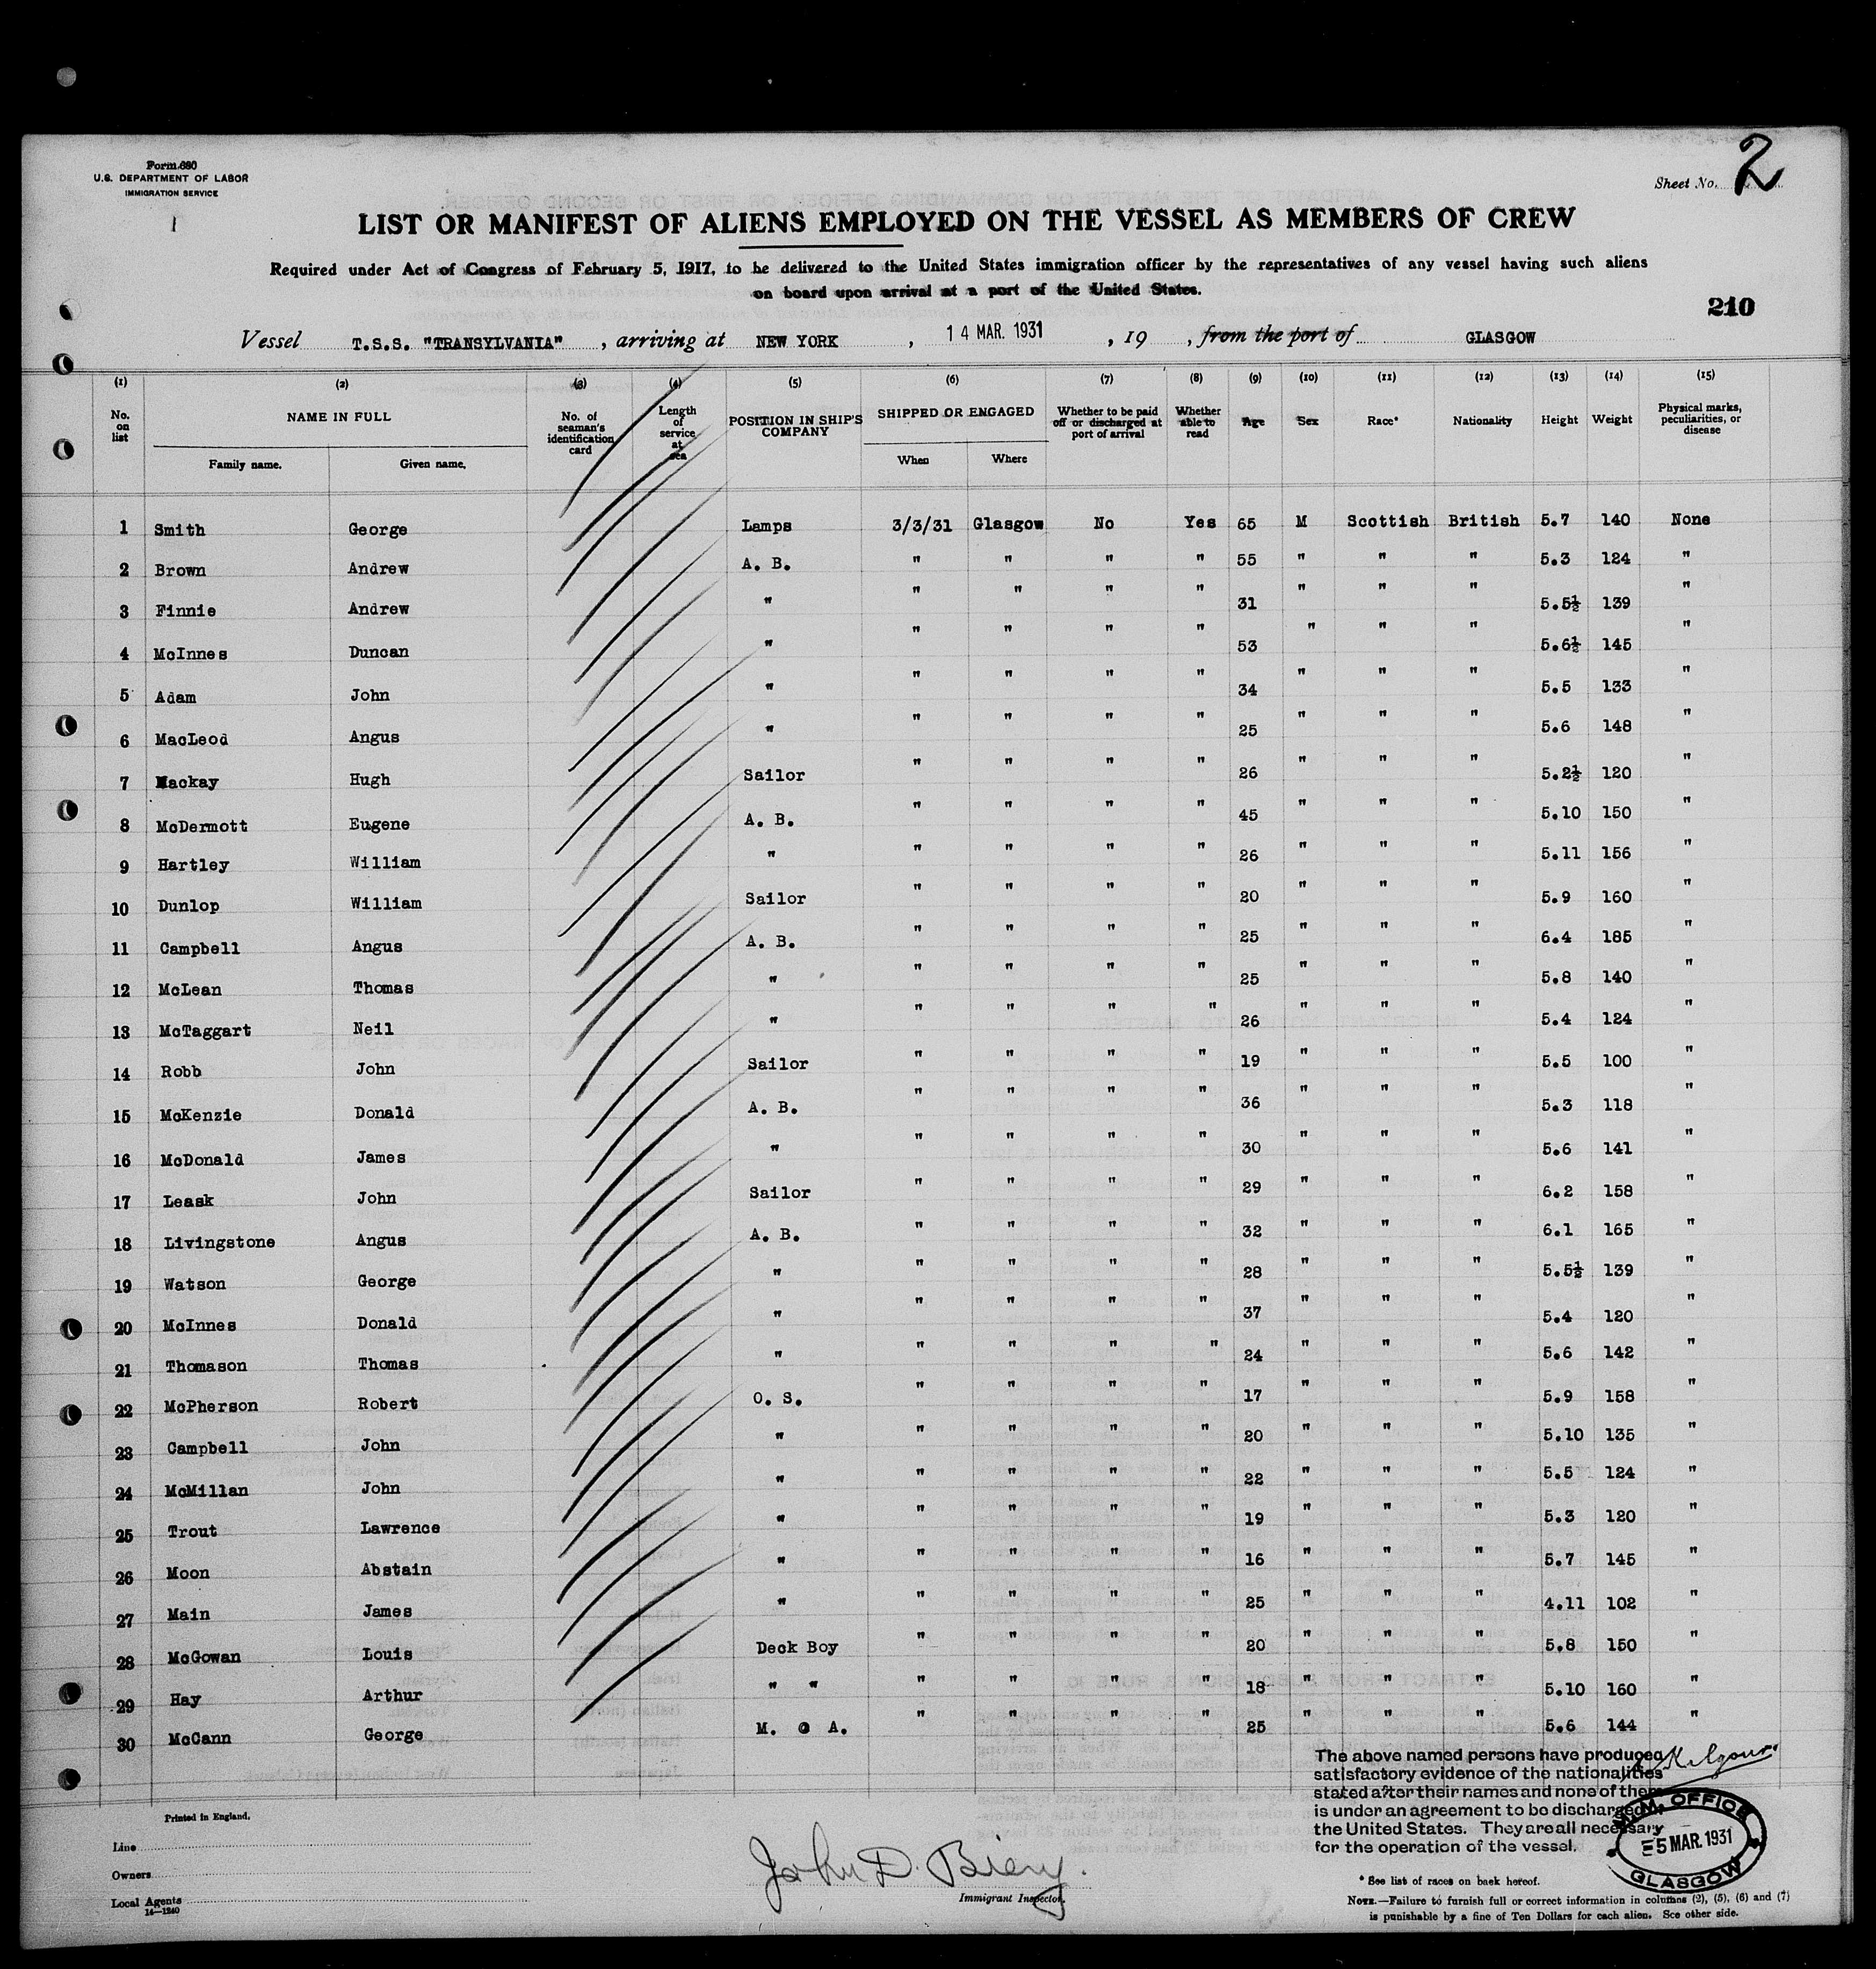 Form 680
U.S. DEPARTMENT OF LABOR
IMMIGRATION SERVICE
1
Sheet No. 2
LIST OR MANIFEST OF ALIENS EMPLOYED ON THE VESSEL AS MEMBERS OF CREW
Required under Act of Congress of February 5, 1917, to be delivered to the United States immigration officer by the representatives of any vessel having such aliens
on board upon arrival at a port of the United States.
210
Vessel T.S.S. "TRANSYLVANIA", arriving at NEW YORK, 14 MAR. 1931, 19 , from the port of GLASGOW
(1) (2) (3) (4) (5) (6) (7) (8) (9) (10) (11) (12) (13) (14) (15)
No. on list NAME IN FULL Family name. Given name. No. of seaman's identification card Length of service at sea POSITION IN SHIP'S COMPANY SHIPPED OR ENGAGED When Where Whether to be paid off or discharged at port of arrival Whether able to read Age Sex Race* Nationality Height Weight Physical marks, peculiarities, or disease
1 Smith George Lamps 3/3/31 Glasgow No Yes 65 M Scottish British 5.7 140 None
2 Brown Andrew A. B. " " " " 55 " " " 5.3 124 "
3 Finnie Andrew " " " " " 31 " " " 5.5½ 139 "
4 McInnes Duncan " " " " " 53 " " " 5.6½ 145 "
5 Adam John " " " " " 34 " " " 5.5 133 "
6 MacLeod Angus " " " " " 25 " " " 5.6 148 "
7 Mackay Hugh Sailor " " " " 26 " " " 5.2½ 120 "
8 McDermott Eugene A. B. " " " " 45 " " " 5.10 150 "
9 Hartley William " " " " " 26 " " " 5.11 156 "
10 Dunlop William Sailor " " " " 20 " " " 5.9 160 "
11 Campbell Angus A. B. " " " " 25 " " " 6.4 185 "
12 McLean Thomas " " " " " 25 " " " 5.8 140 "
13 McTaggart Neil " " " " " 26 " " " 5.4 124 "
14 Robb John Sailor " " " " 19 " " " 5.5 100 "
15 McKenzie Donald A. B. " " " " 36 " " " 5.3 118 "
16 McDonald James " " " " " 30 " " " 5.6 141 "
17 Leask John Sailor " " " " 29 " " " 6.2 158 "
18 Livingstone Angus A. B. " " " " 32 " " " 6.1 165 "
19 Watson George " " " " " 28 " " " 5.5½ 139 "
20 McInnes Donald " " " " " 37 " " " 5.4 120 "
21 Thomason Thomas " " " " " 24 " " " 5.6 142 "
22 McPherson Robert O. S. " " " " 17 " " " 5.9 158 "
23 Campbell John " " " " " 20 " " " 5.10 135 "
24 McMillan John " " " " " 22 " " " 5.5 124 "
25 Trout Lawrence " " " " " 19 " " " 5.3 120 "
26 Moon Abstain " " " " " 16 " " " 5.7 145 "
27 Main James " " " " " 25 " " " 4.11 102 "
28 McGowan Louis Deck Boy " " " " 20 " " " 5.8 150 "
29 Hay Arthur " " " " " " 18 " " " 5.10 160 "
30 McCann George M. @ A. " " " " 25 " " " 5.6 144 "
The above named persons have produced
satisfactory evidence of the nationalities
stated after their names and none of them
is under an agreement to be discharged in
the United States. They are all necessary
for the operation of the vessel.
Kilgour
M.M. OFFICE
5 MAR. 1931
GLASGOW
Printed in England.
Line
Owners
Local Agents
14—1240
John D. Bieny.
Immigrant Inspector.
* See list of races on back hereof.
NOTE.—Failure to furnish full or correct information in columns (2), (5), (6) and (7)
is punishable by a fine of Ten Dollars for each alien. See other side.